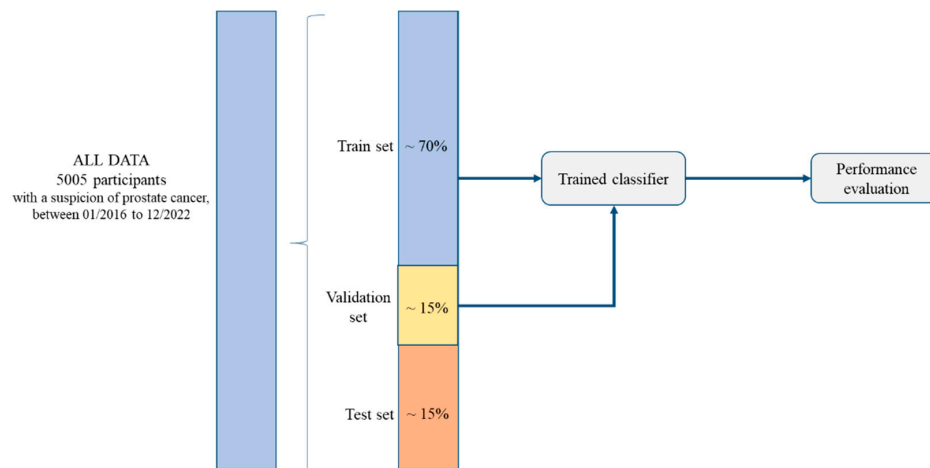 ALL DATA
5005 participants
with a suspicion of prostate cancer,
between 01/2016 to 12/2022
Train set
~ 70%
Validation
set
~ 15%
Test set
~ 15%
Trained classifier
Performance
evaluation